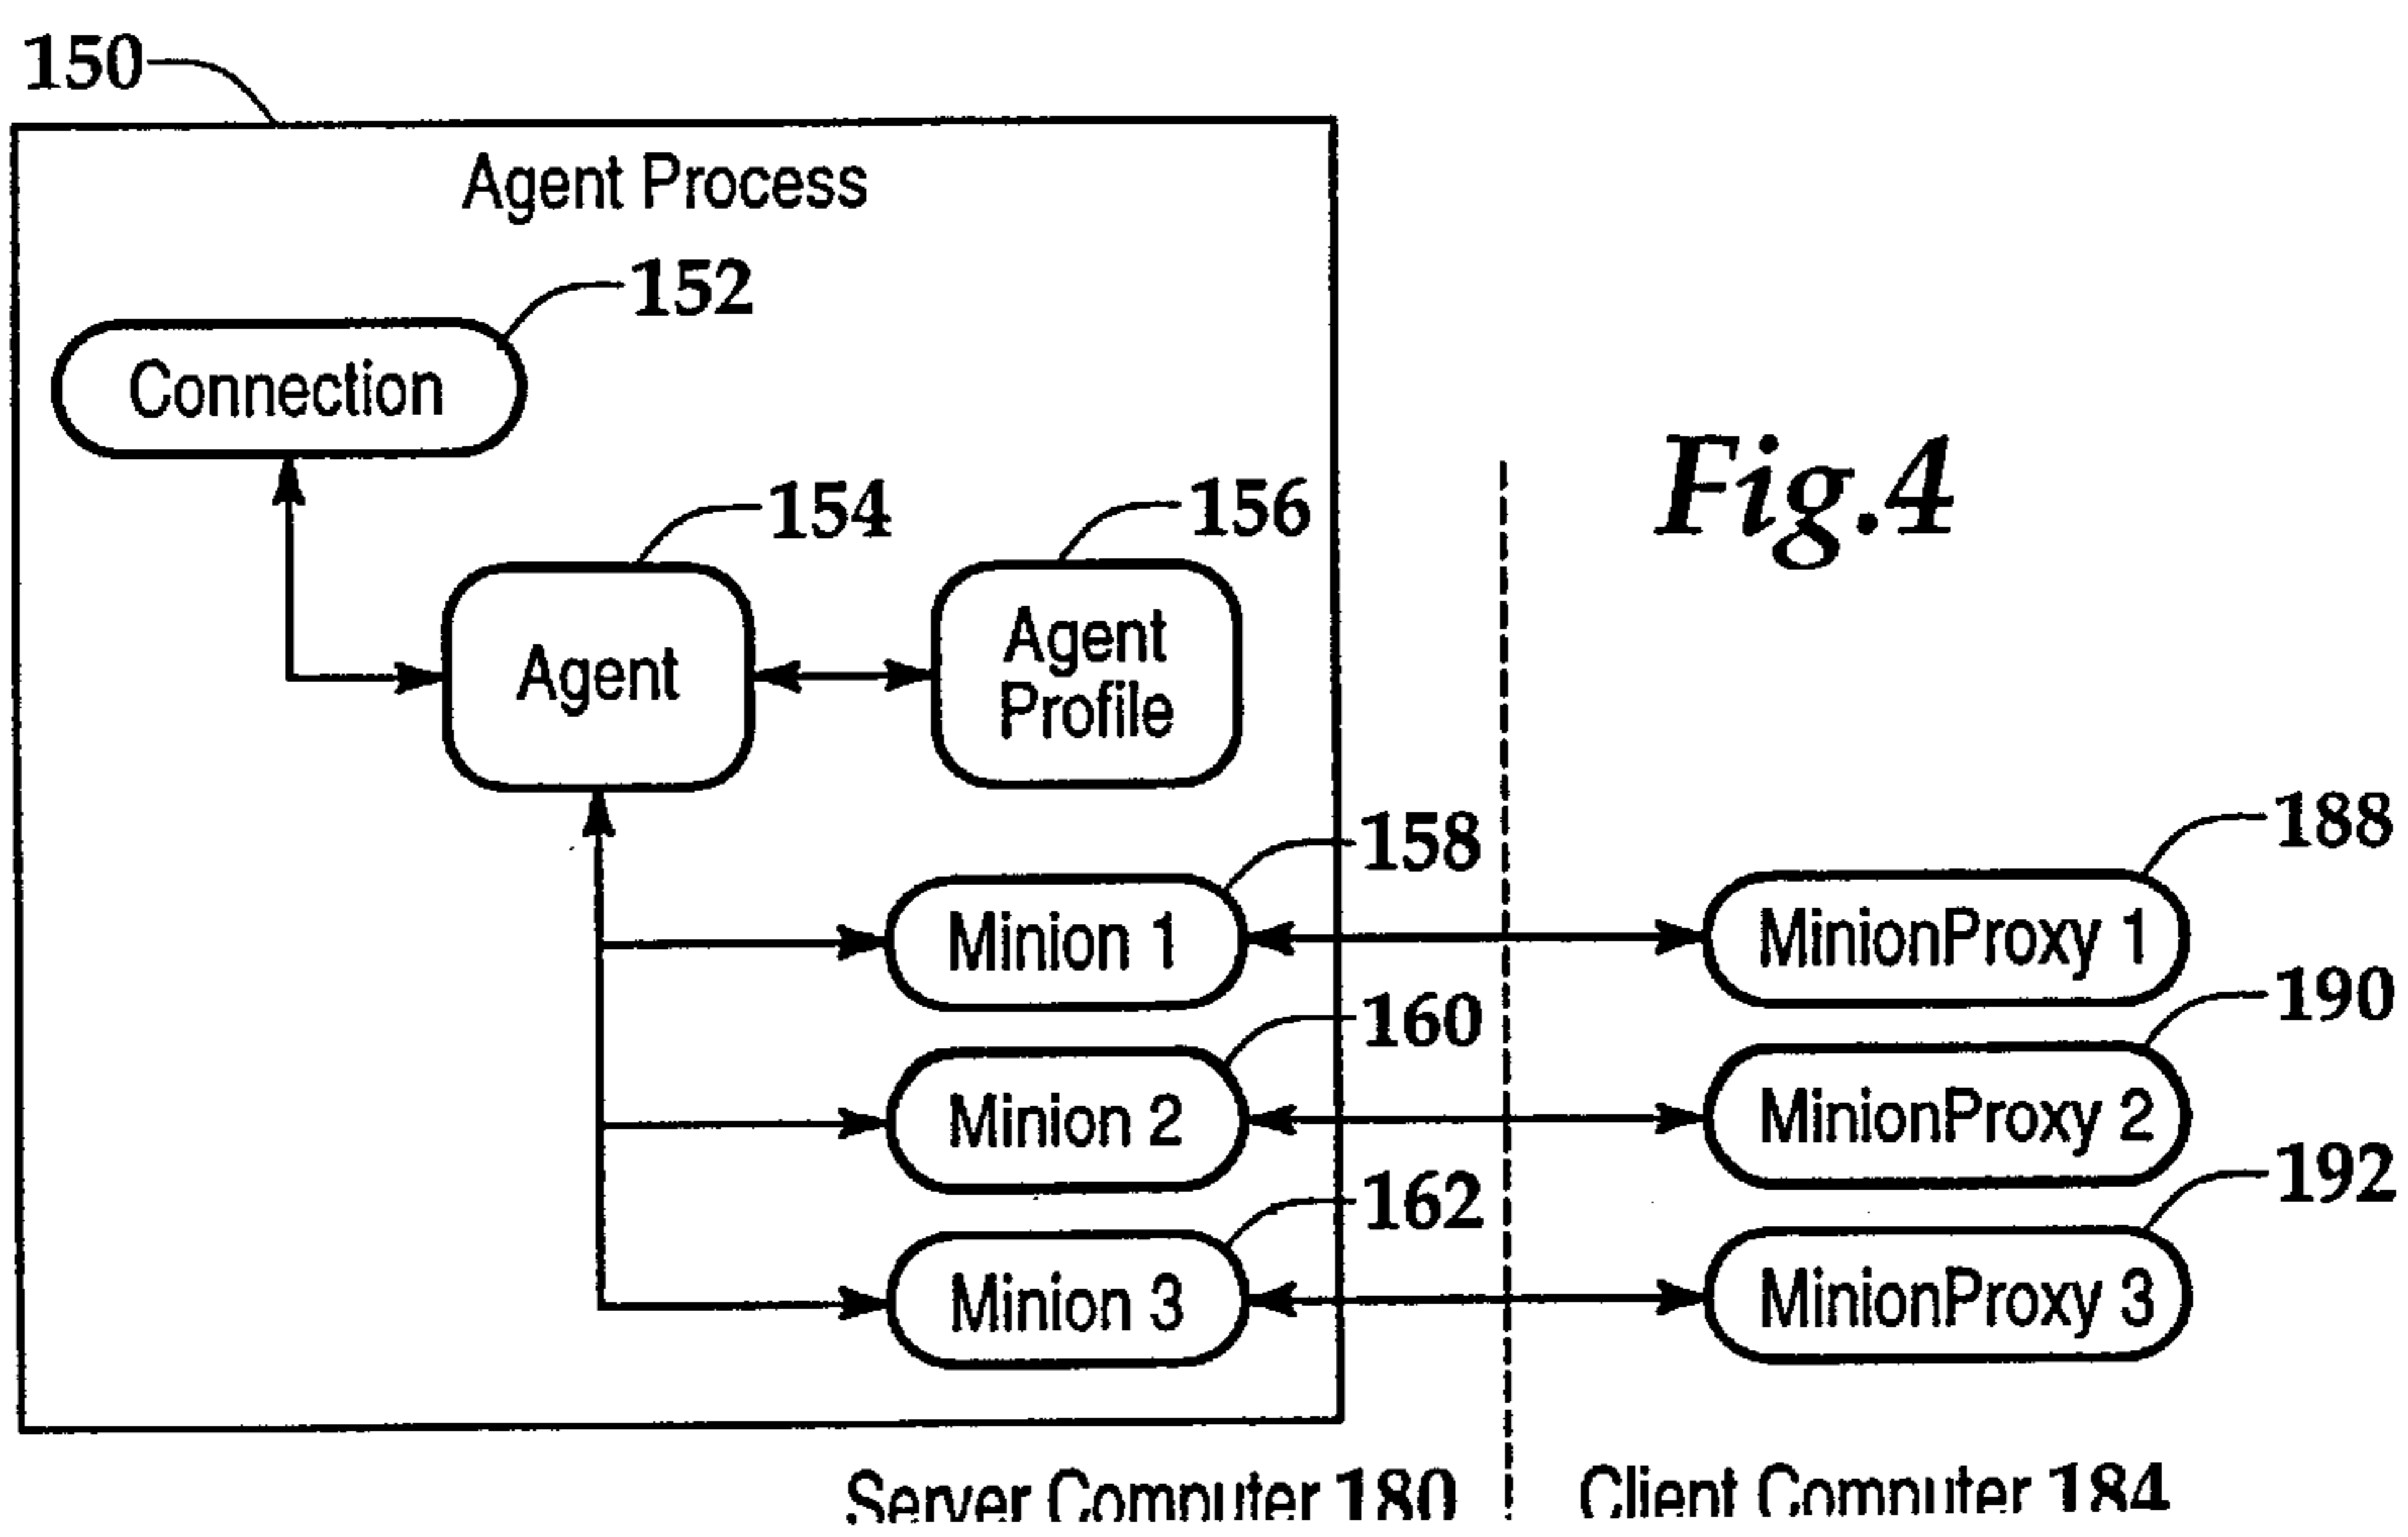 150
Agent Process
152
Connection
Fig.4
154
156
Agent
Agent
Profile
158
188
Minion 1
MinionProxy 1
160
190
Minion 2
MinionProxy 2
162
192
Minion 3
MinionProxy 3
Server Computer 180
Client Computer 184